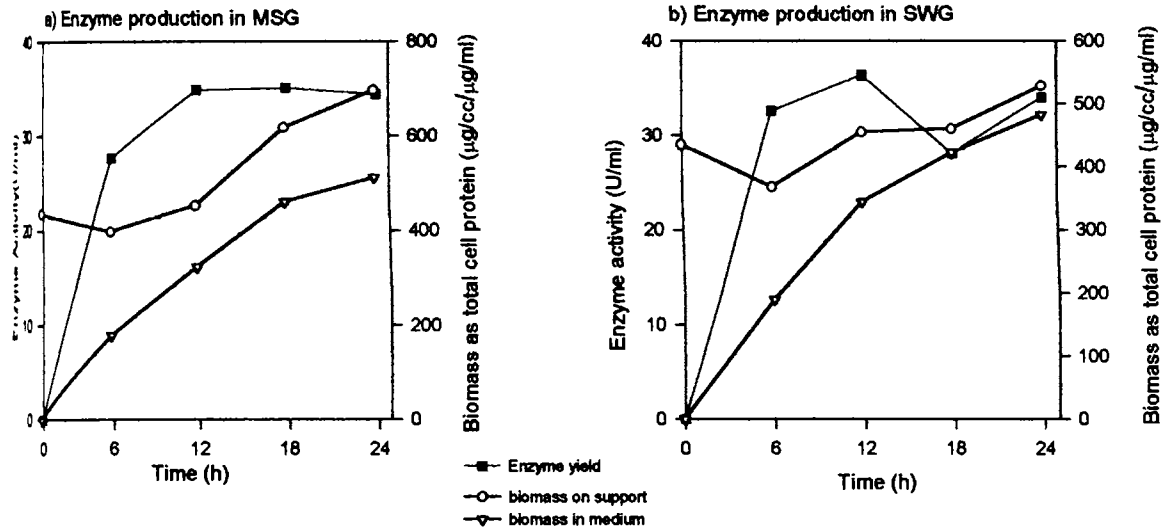 a) Enzyme production in MSG
40
30
20
10
0
800
600
400
200
0
Biomass as total cell protein (µg/cc/µg/ml)
0 6 12 18 24
Time (h)
b) Enzyme production in SWG
Enzyme activity (U/ml)
40
30
20
10
0
600
500
400
300
200
100
0
Biomass as total cell protein (µg/cc/µg/ml)
0 6 12 18 24
Time (h)
Enzyme yield
biomass on support
biomass in medium